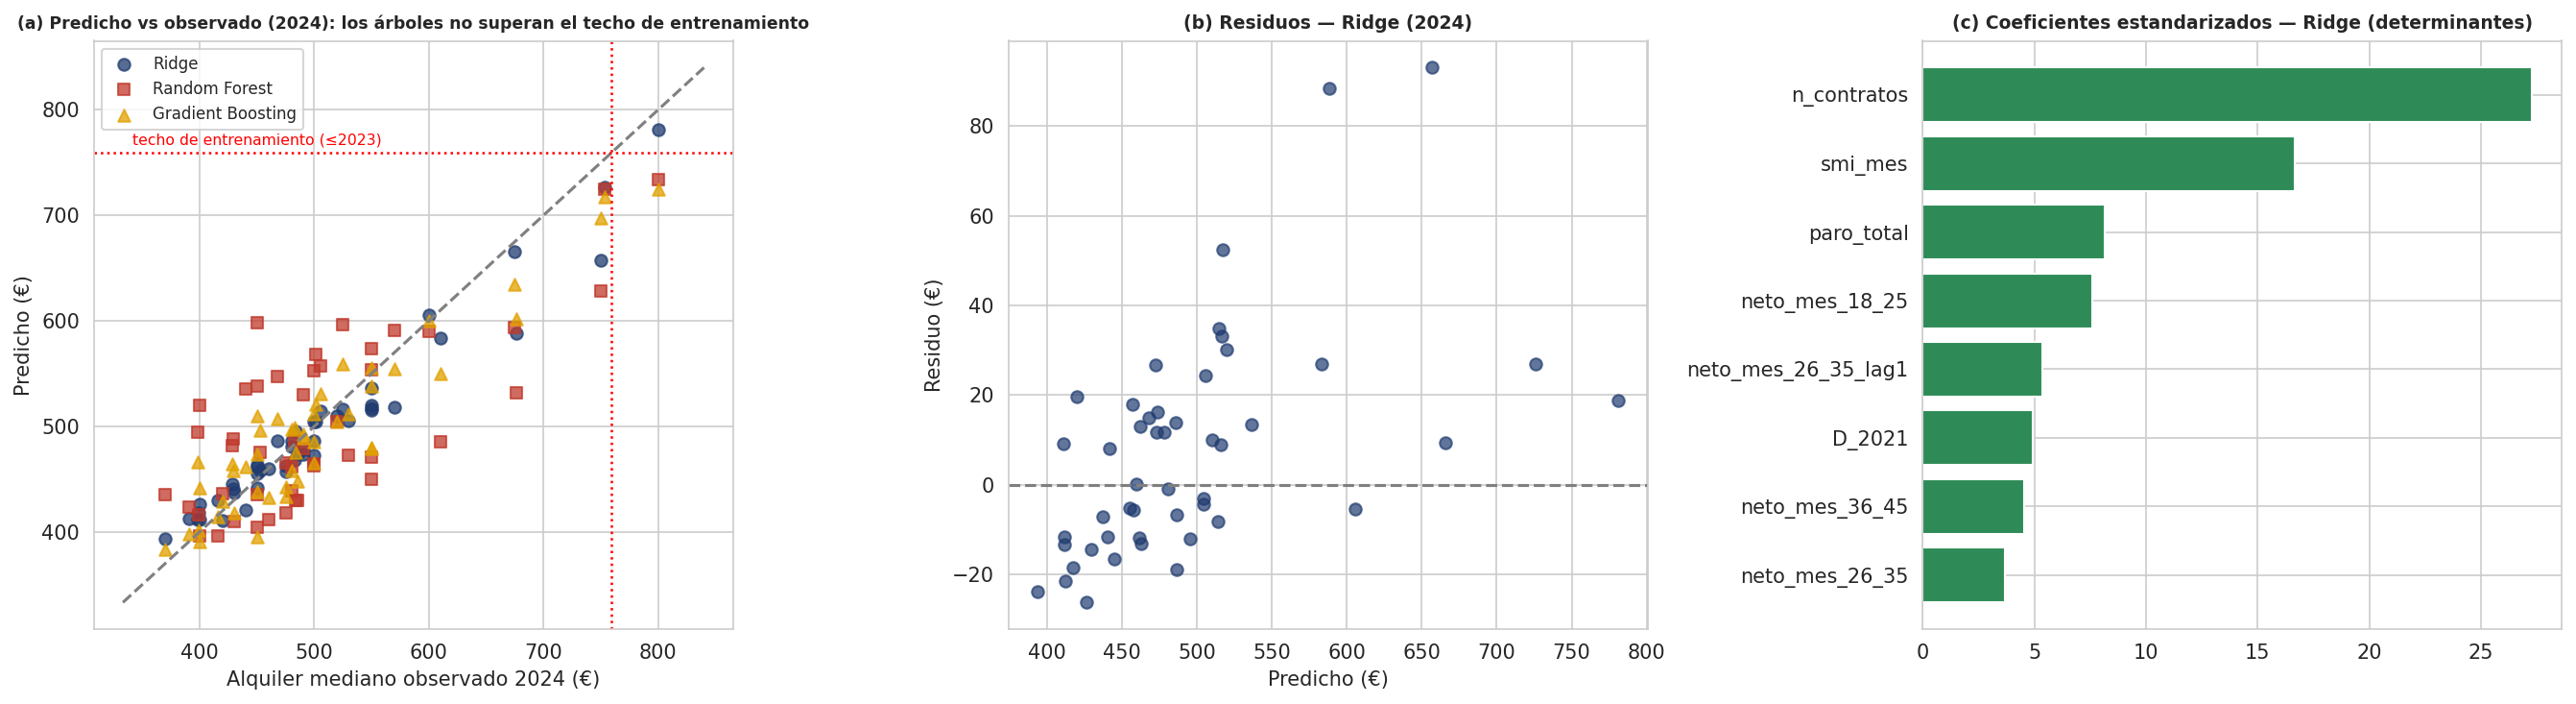 (a) Predicho vs observado (2024): los árboles no superan el techo de entrenamiento
Ridge
Random Forest
Gradient Boosting
techo de entrenamiento (≤2023)
800
700
600
500
400
Predicho (€)
400 500 600 700 800
Alquiler mediano observado 2024 (€)
(b) Residuos — Ridge (2024)
80
60
40
20
0
−20
Residuo (€)
400 450 500 550 600 650 700 750 800
Predicho (€)
(c) Coeficientes estandarizados — Ridge (determinantes)
n_contratos
smi_mes
paro_total
neto_mes_18_25
neto_mes_26_35_lag1
D_2021
neto_mes_36_45
neto_mes_26_35
0 5 10 15 20 25